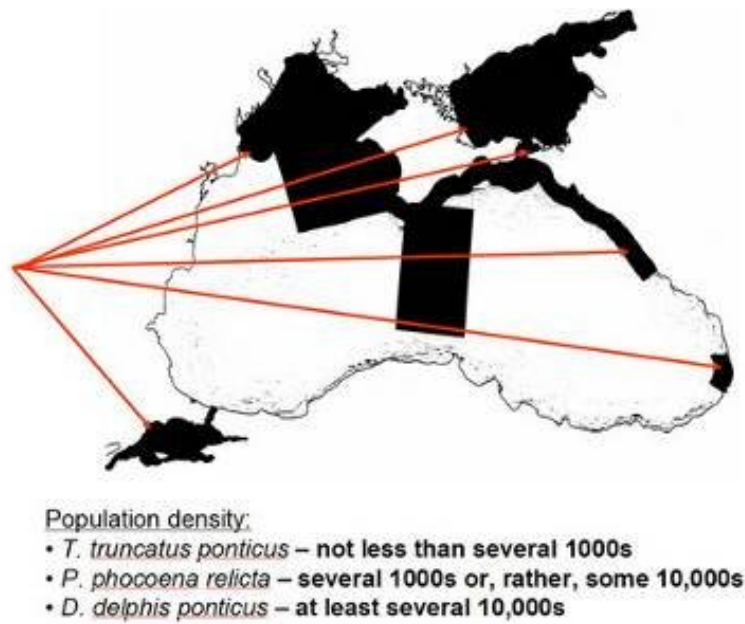 Population density:
• T. truncatus ponticus – not less than several 1000s
• P. phocoena relicta – several 1000s or, rather, some 10,000s
• D. delphis ponticus – at least several 10,000s